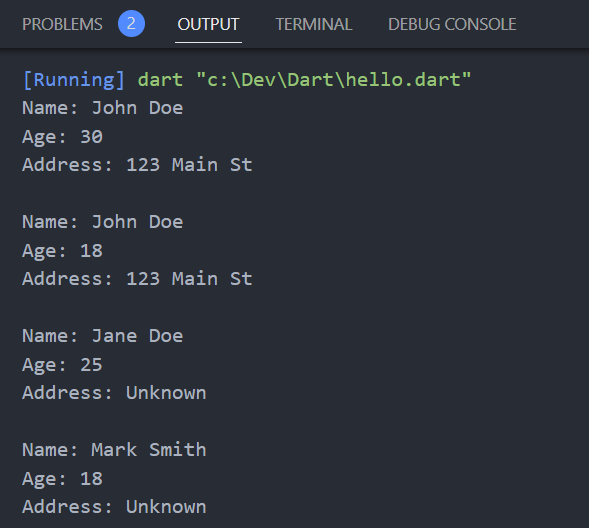 PROBLEMS 2 OUTPUT TERMINAL DEBUG CONSOLE
[Running] dart "c:\Dev\Dart\hello.dart"
Name: John Doe
Age: 30
Address: 123 Main St
Name: John Doe
Age: 18
Address: 123 Main St
Name: Jane Doe
Age: 25
Address: Unknown
Name: Mark Smith
Age: 18
Address: Unknown